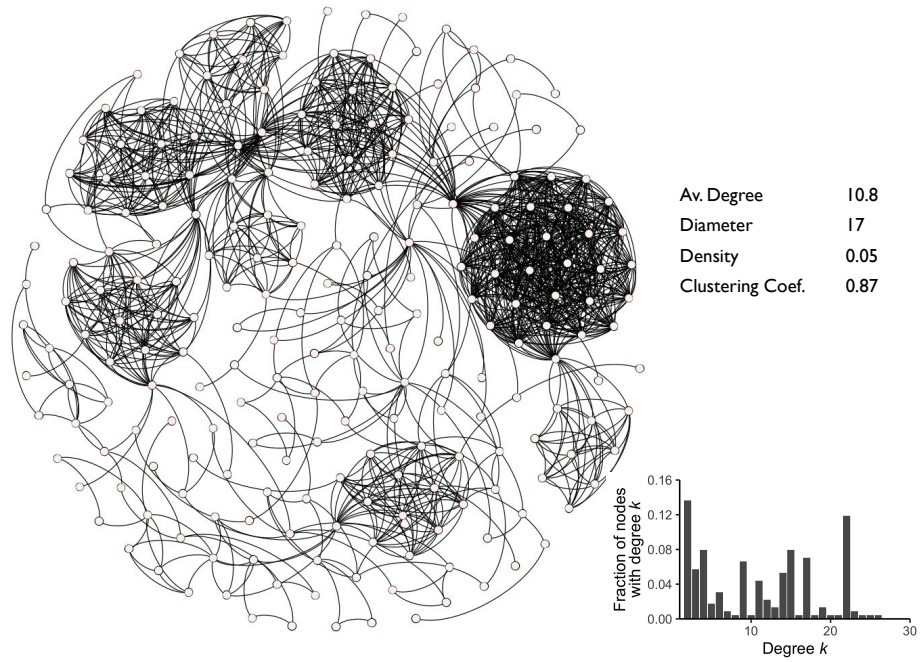 Av. Degree 10.8
Diameter 17
Density 0.05
Clustering Coef. 0.87
Fraction of nodes
with degree k
0.16
0.12
0.08
0.04
0.00
10 20 30
Degree k